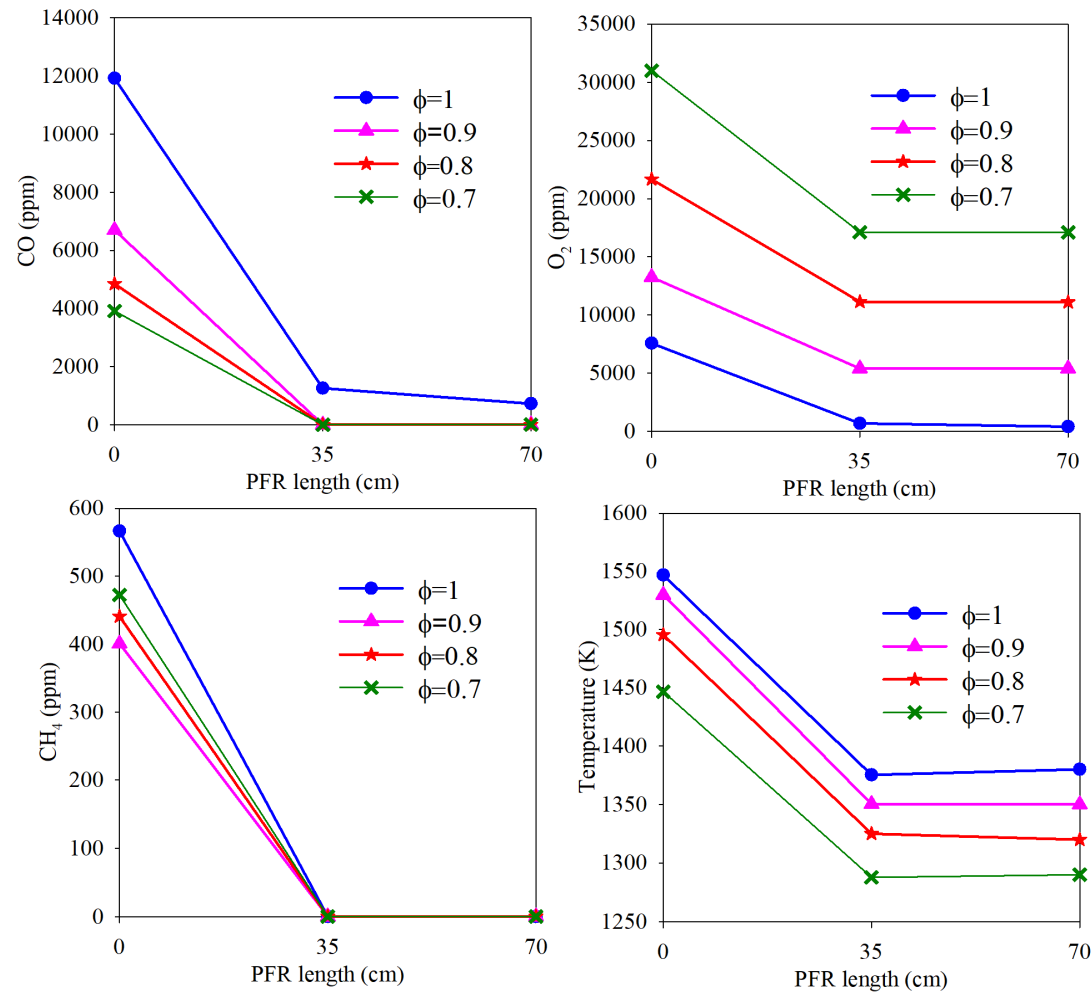 14000
12000
10000
8000
6000
4000
2000
0
CO (ppm)
ϕ=1
ϕ=0.9
ϕ=0.8
ϕ=0.7
0 35 70
PFR length (cm)
35000
30000
25000
20000
15000
10000
5000
0
O₂ (ppm)
ϕ=1
ϕ=0.9
ϕ=0.8
ϕ=0.7
0 35 70
PFR length (cm)
600
500
400
300
200
100
0
CH₄ (ppm)
ϕ=1
ϕ=0.9
ϕ=0.8
ϕ=0.7
0 35 70
PFR length (cm)
1600
1550
1500
1450
1400
1350
1300
1250
Temperature (K)
ϕ=1
ϕ=0.9
ϕ=0.8
ϕ=0.7
0 35 70
PFR length (cm)